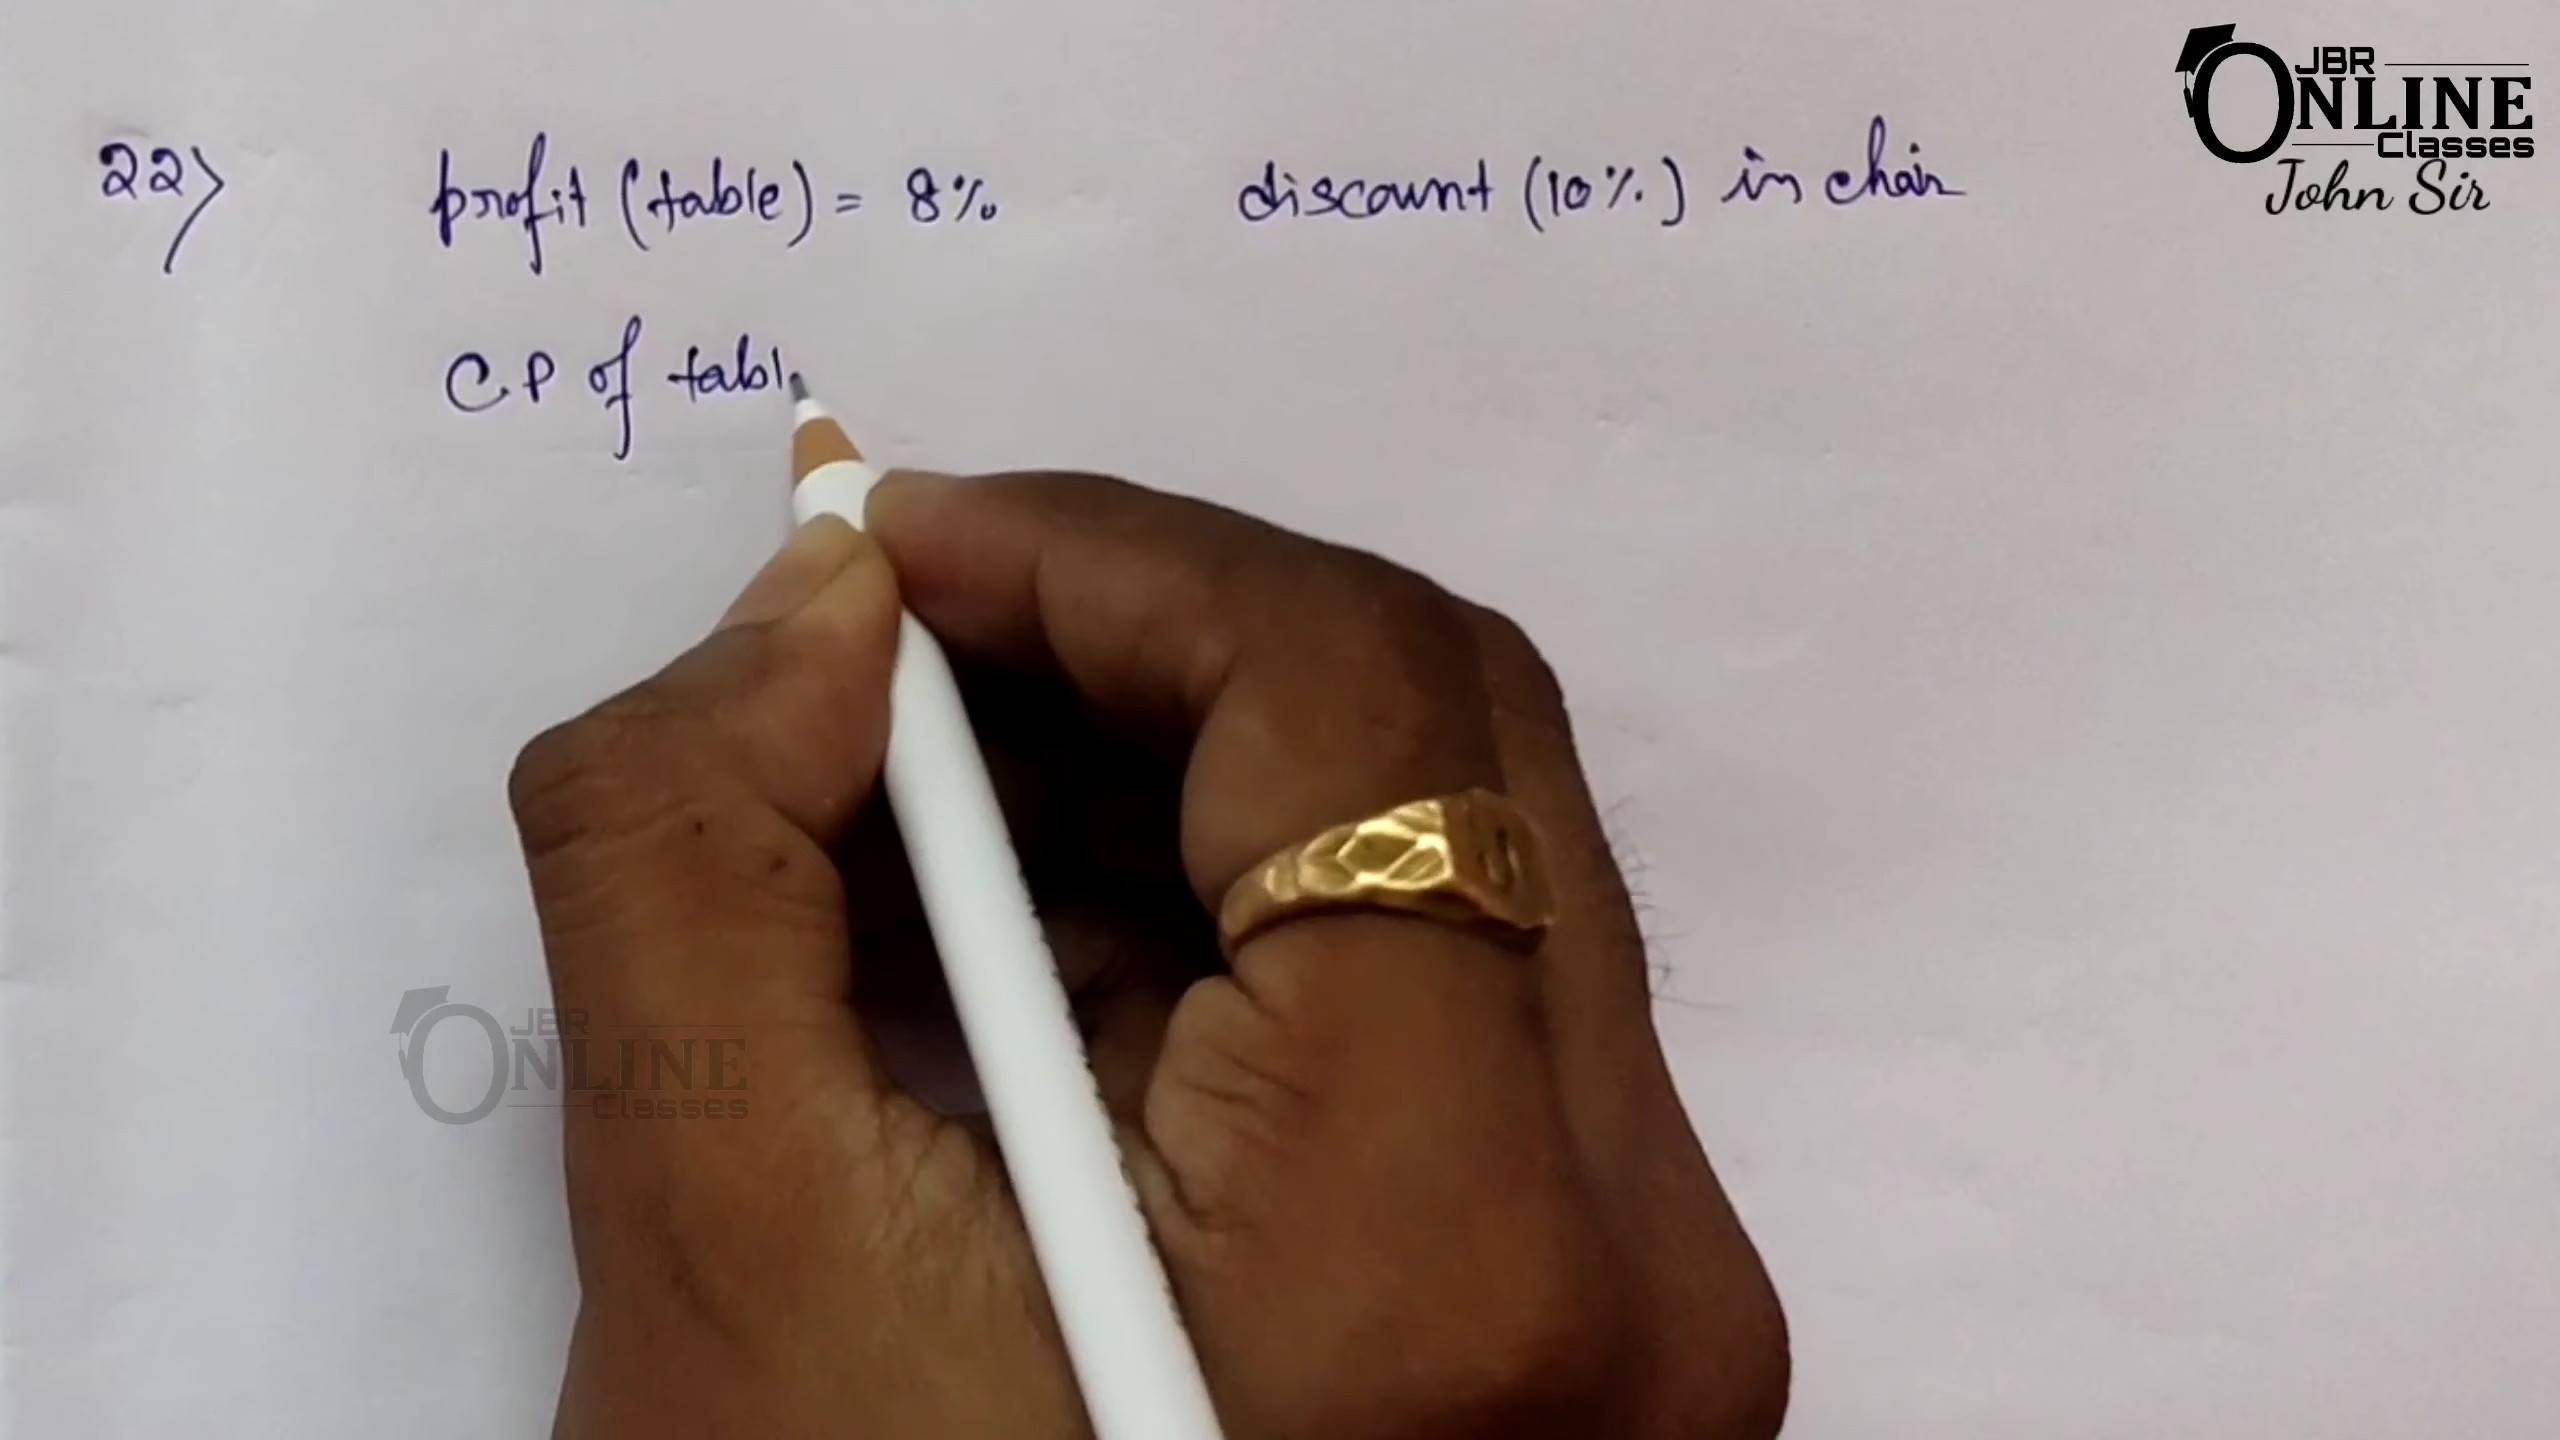 JBR
ONLINE
Classes
John Sir
22) profit (table) = 8% discount (10%) in chair
C.P of tabl
JBR
ONLINE
Classes